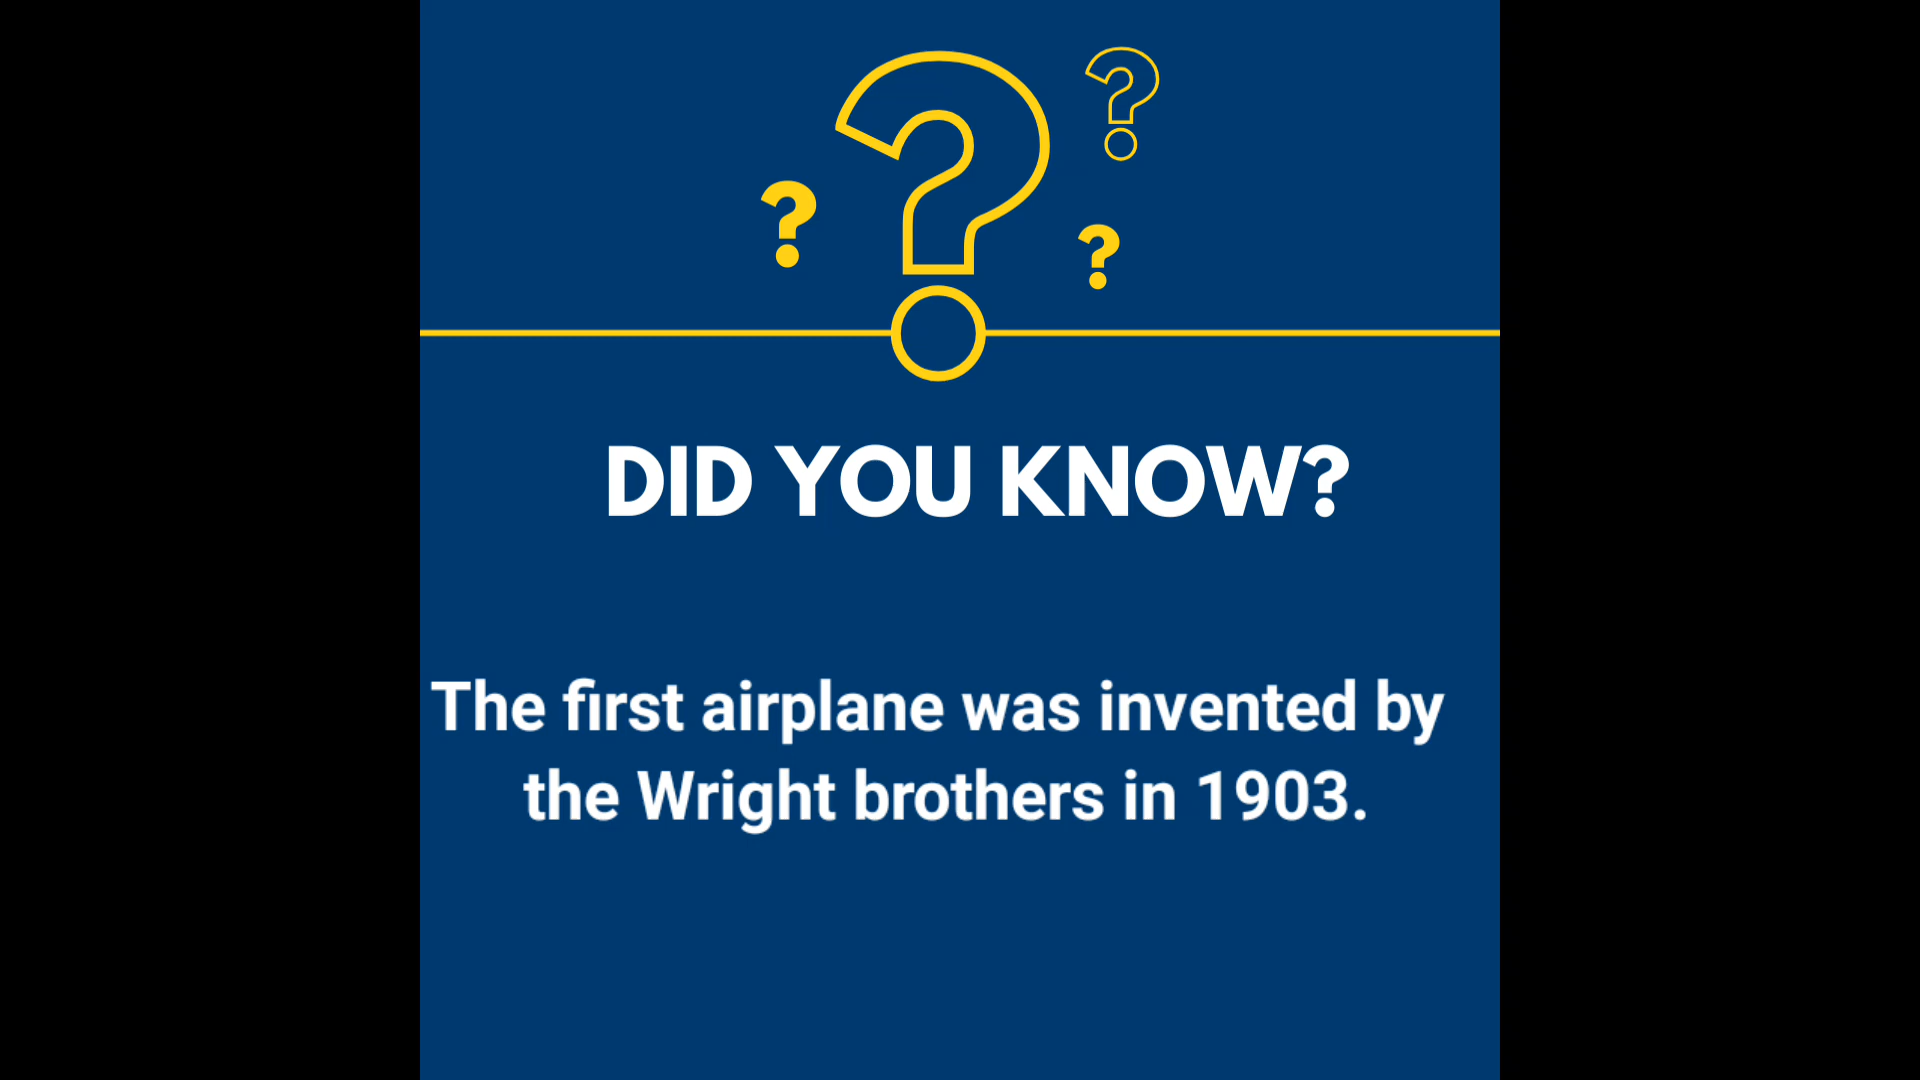 DID YOU KNOW?
The first airplane was invented by
the Wright brothers in 1903.